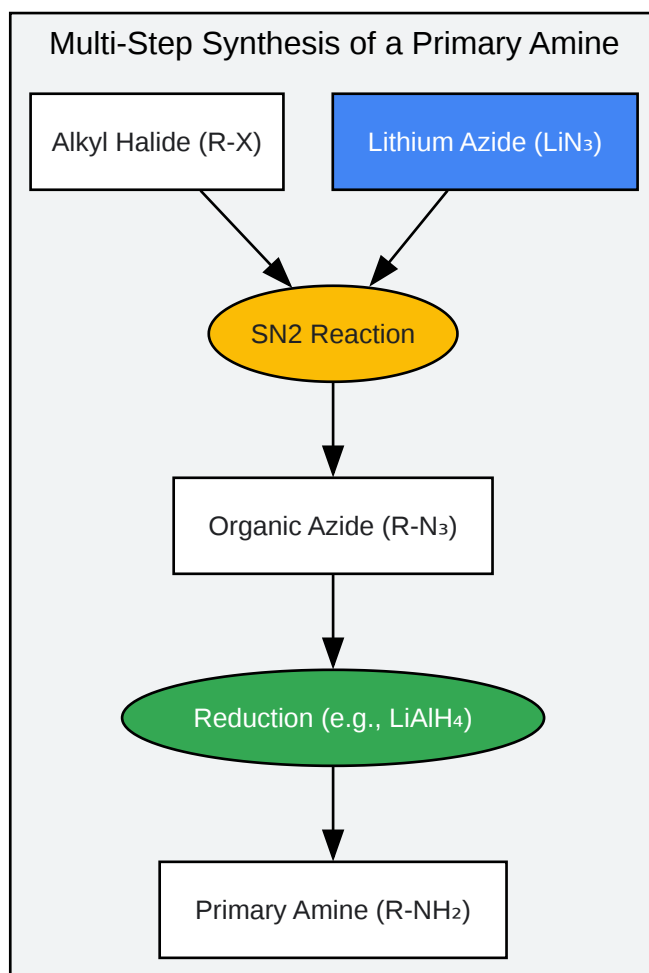 Multi-Step Synthesis of a Primary Amine
Alkyl Halide (R-X)
Lithium Azide (LiN₃)
SN2 Reaction
Organic Azide (R-N₃)
Reduction (e.g., LiAlH₄)
Primary Amine (R-NH₂)